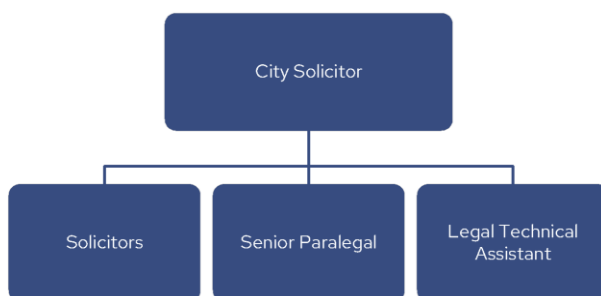 City Solicitor
Solicitors
Senior Paralegal
Legal Technical
Assistant